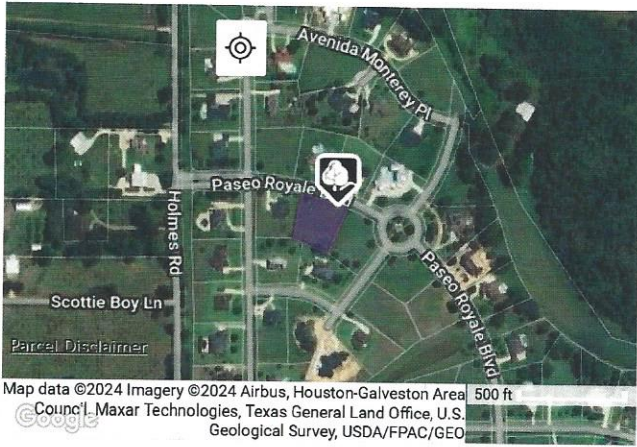 Avenida Monterey Pl
Paseo Royale
Holmes Rd
Paseo Royale Blvd
Scottie Boy Ln
Parcel Disclaimer
Map data ©2024 Imagery ©2024 Airbus, Houston-Galveston Area
Council, Maxar Technologies, Texas General Land Office, U.S.
Geological Survey, USDA/FPAC/GEO
500 ft
Google